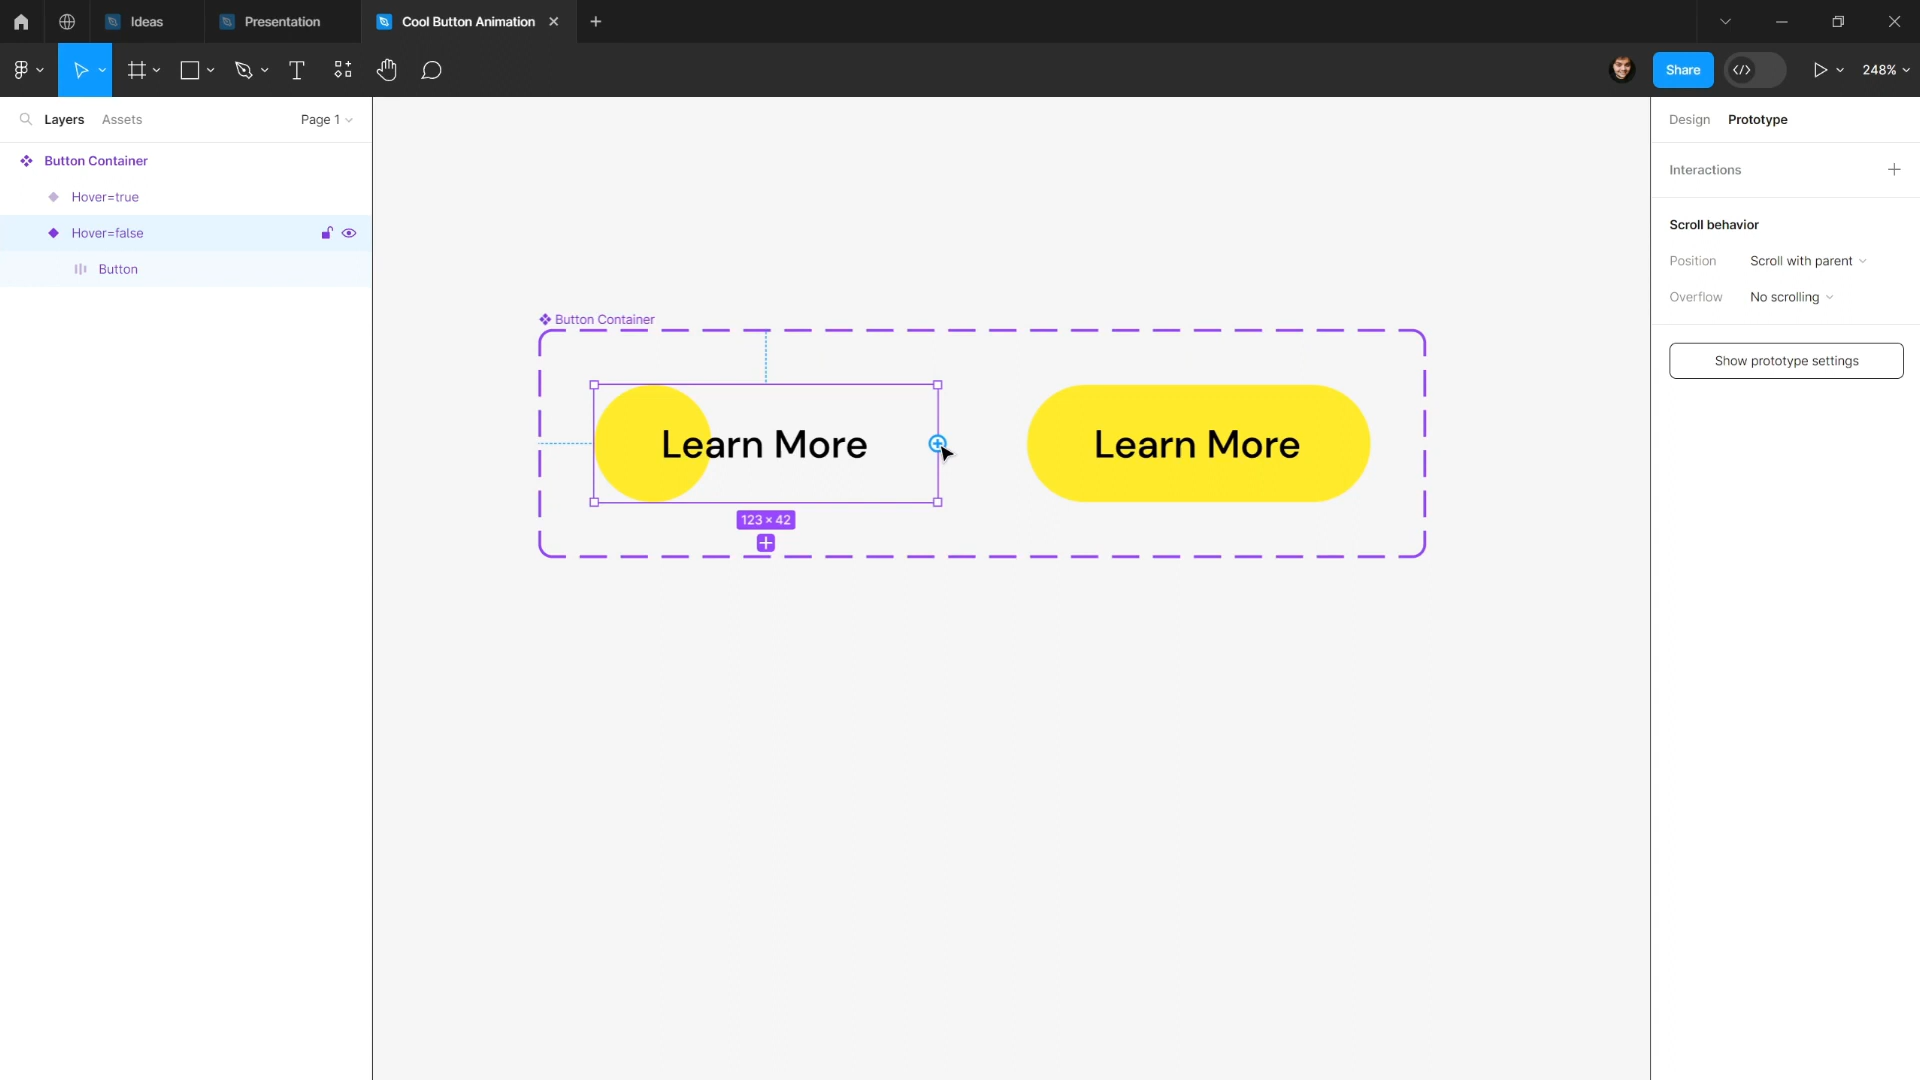 Ideas
Presentation
Cool Button Animation
Share
248%
Layers
Assets
Page 1
Design
Prototype
Button Container
Interactions
Hover=true
Scroll behavior
Hover=false
Position
Scroll with parent
Button
Overflow
No scrolling
Button Container
Show prototype settings
Learn More
Learn More
123 × 42